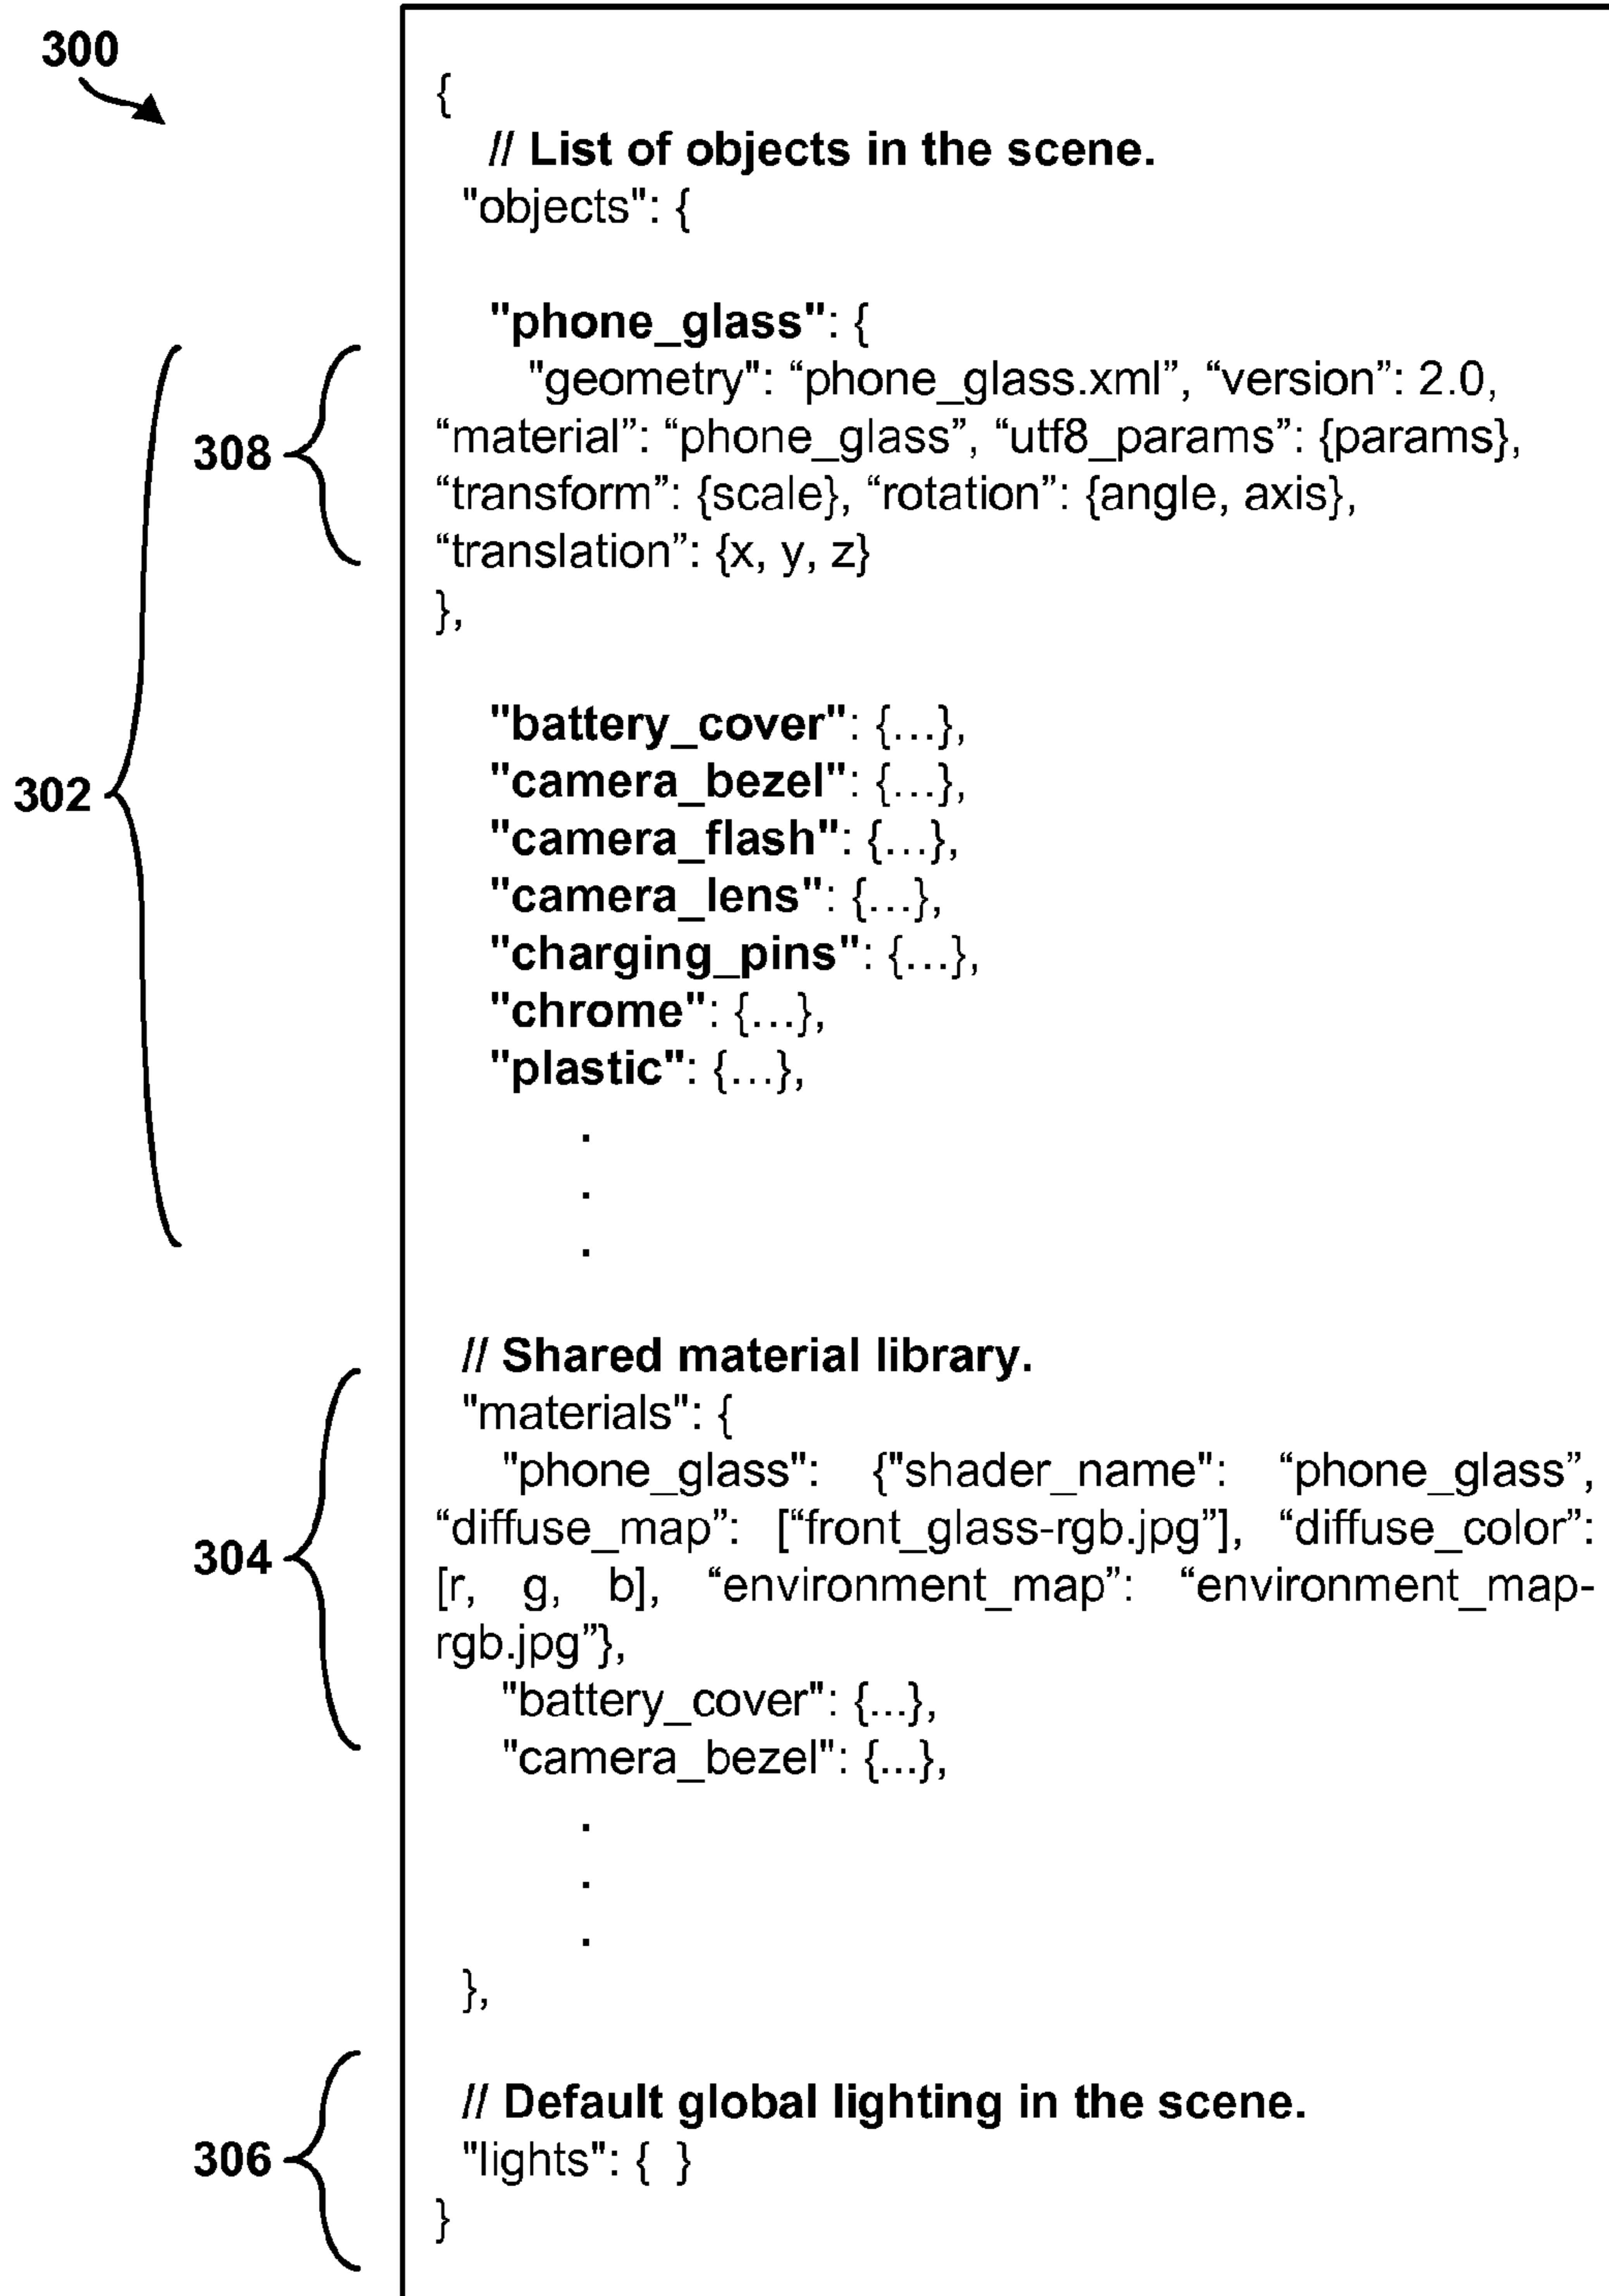 300
{
// List of objects in the scene.
"objects": {
"phone_glass": {
"geometry": “phone_glass.xml”, “version”: 2.0,
“material”: “phone_glass”, “utf8_params”: {params},
308
“transform”: {scale}, “rotation”: {angle, axis},
“translation”: {x, y, z}
},
"battery_cover": {...},
302
"camera_bezel": {...},
"camera_flash": {...},
"camera_lens": {...},
"charging_pins": {...},
"chrome": {...},
"plastic": {...},
.
.
.
// Shared material library.
"materials": {
"phone_glass": {"shader_name": “phone_glass”,
“diffuse_map”: [“front_glass-rgb.jpg”], “diffuse_color”:
304
[r, g, b], “environment_map”: “environment_map-
rgb.jpg”},
"battery_cover": {...},
"camera_bezel": {...},
.
.
.
},
// Default global lighting in the scene.
306
"lights": { }
}